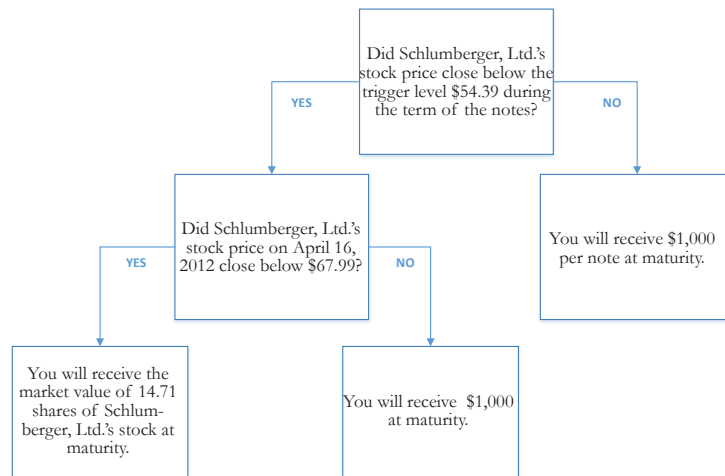 Did Schlumberger, Ltd.'s
stock price close below the
trigger level $54.39 during
the term of the notes?
YES
NO
Did Schlumberger, Ltd.'s
stock price on April 16,
2012 close below $67.99?
You will receive $1,000
per note at maturity.
YES
NO
You will receive the
market value of 14.71
shares of Schlum-
berger, Ltd.'s stock at
maturity.
You will receive $1,000
at maturity.